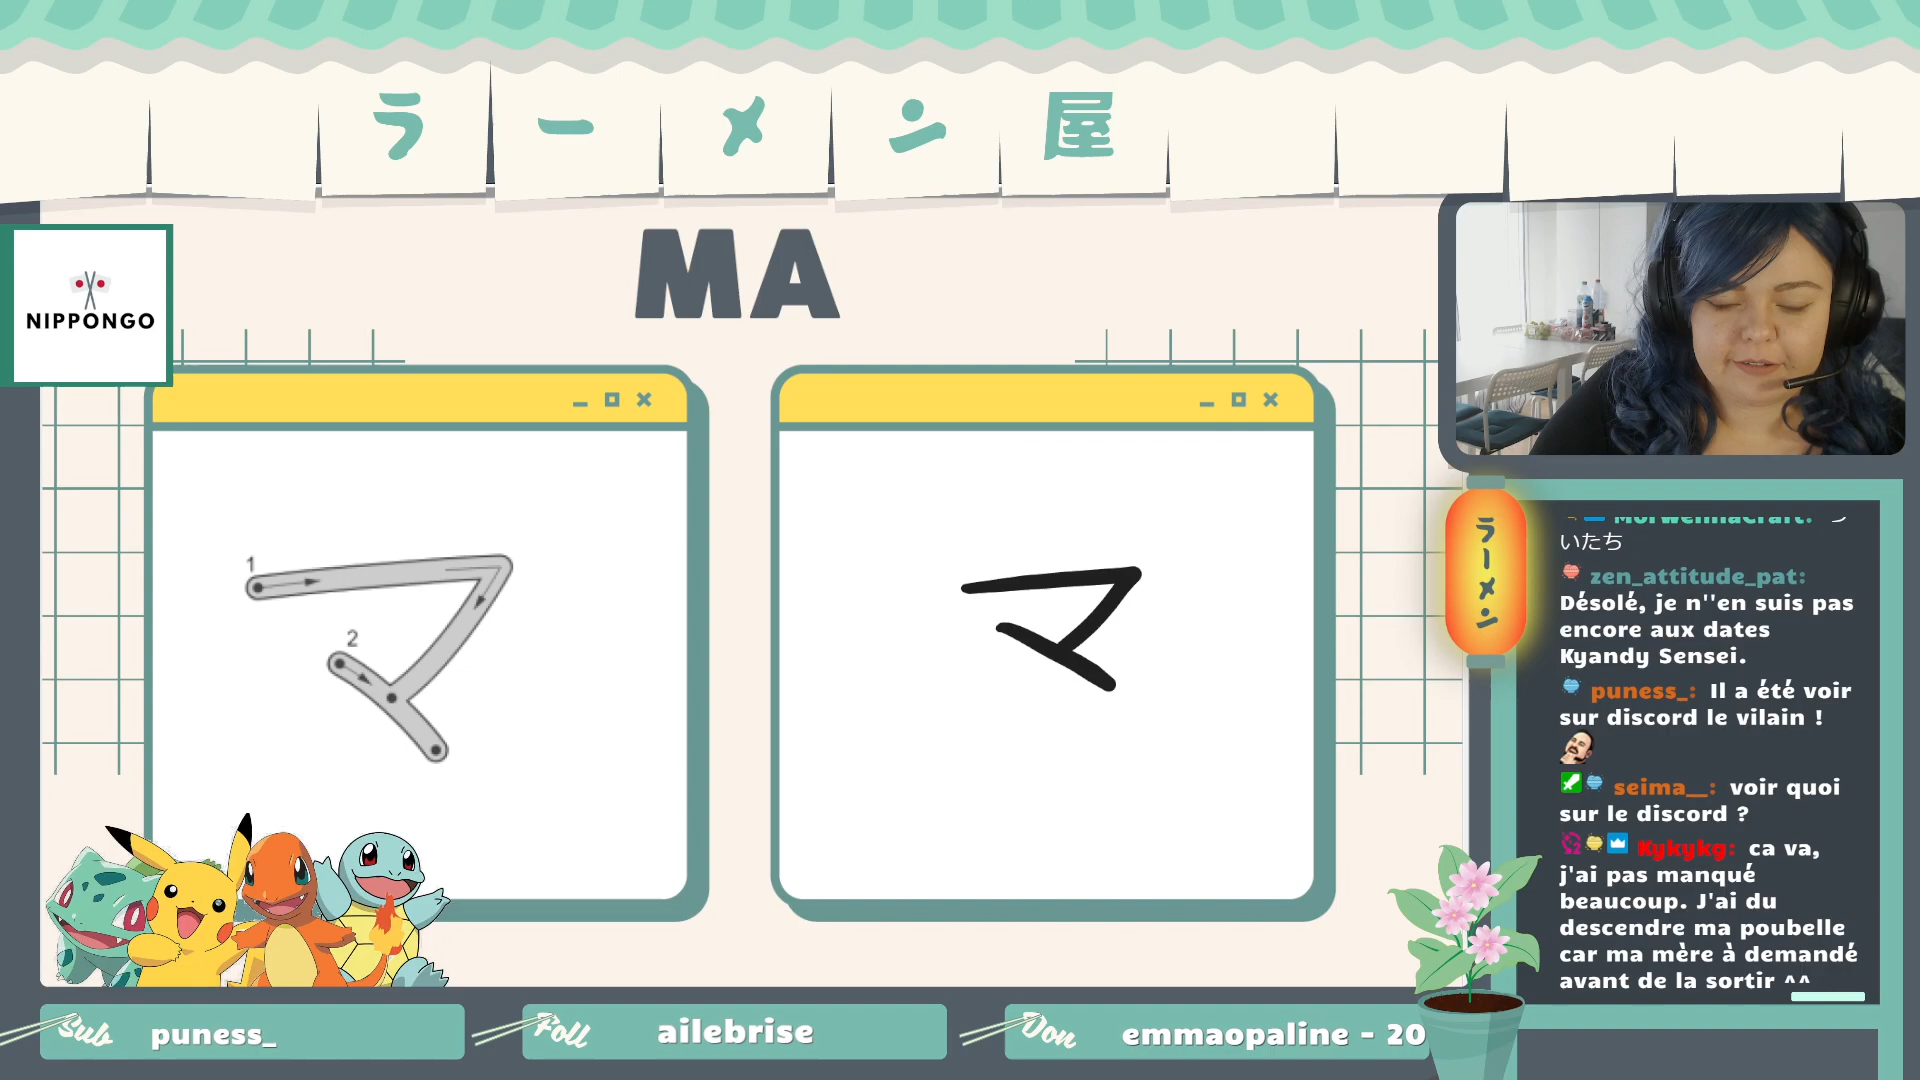 ラーメン屋
NIPPONGO
MA
1
2
マ
ラーメン
MorwennaCraft: つ
いたち
zen_attitude_pat:
Désolé, je n''en suis pas
encore aux dates
Kyandy Sensei.
puness_: Il a été voir
sur discord le vilain !
seima__: voir quoi
sur le discord ?
Kykykg: ca va,
j'ai pas manqué
beaucoup. J'ai du
descendre ma poubelle
car ma mère à demandé
avant de la sortir ^^
Sub puness_
Foll ailebrise
Don emmaopaline - 20